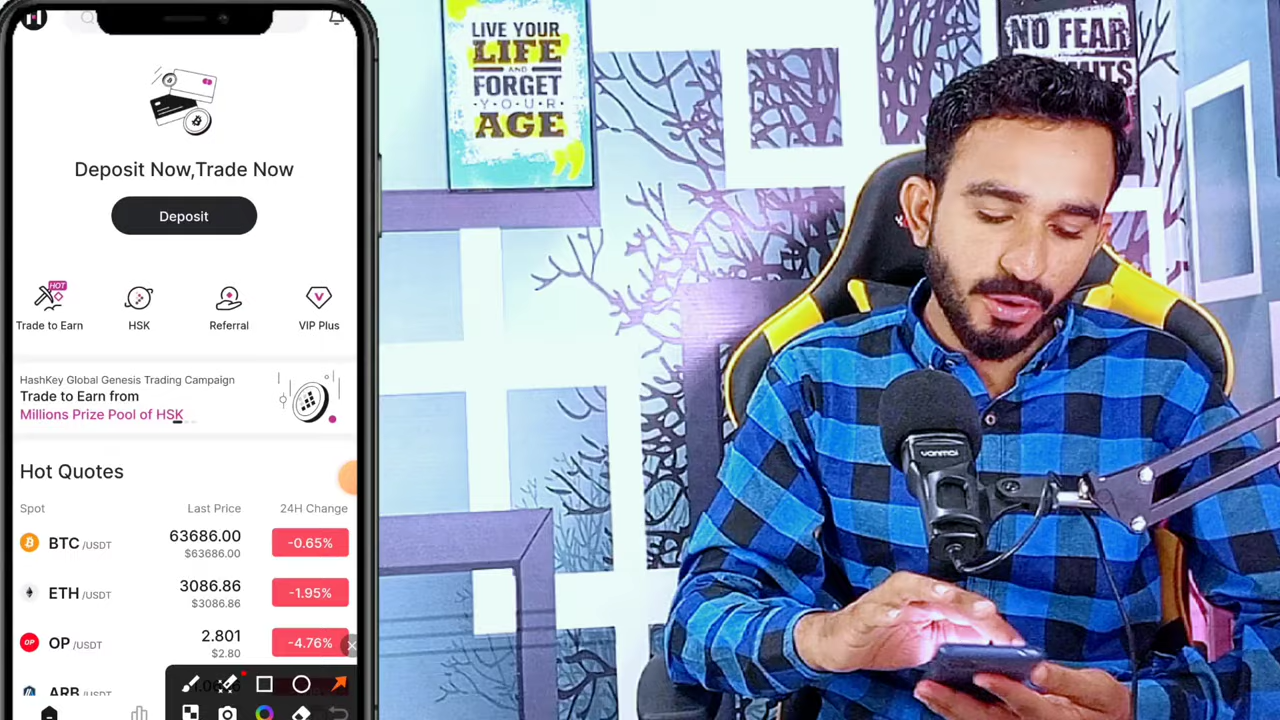 Deposit Now,Trade Now
Deposit
HOT
Trade to Earn
HSK
Referral
VIP Plus
HashKey Global Genesis Trading Campaign
Trade to Earn from
Millions Prize Pool of HSK
Hot Quotes
Spot
Last Price
24H Change
BTC /USDT
63686.00
$63686.00
-0.65%
ETH /USDT
3086.86
$3086.86
-1.95%
OP
OP /USDT
2.801
$2.80
-4.76%
ARB /USDT
LIVE YOUR
LIFE
AND
FORGET
YOUR
AGE
NO FEAR
vanmaa